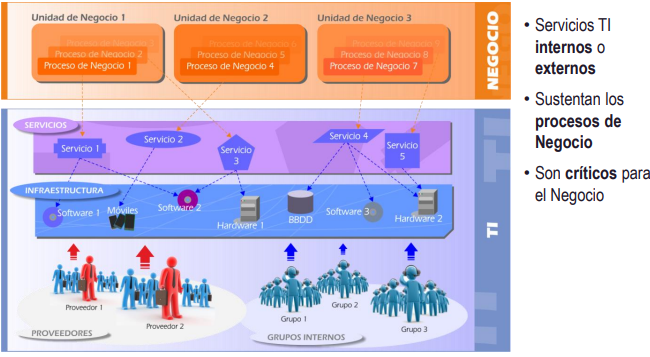 Unidad de Negocio 1
Unidad de Negocio 2
Unidad de Negocio 3
Proceso de Negocio
Proceso de Negocio 2
Proceso de Negocio 1
Proceso de Negocio
Proceso de Negocio 5
Proceso de Negocio 4
Proceso de Negocio
Proceso de Negocio 8
Proceso de Negocio 7
NEGOCIO
SERVICIOS
Servicio 1
Servicio 2
Servicio
3
Servicio 4
Servicio
5
INFRAESTRUCTURA
Software 1
Móviles
Software 2
Hardware 1
BBDD
Software 3
Hardware 2
TI
TI
Proveedor 1
Proveedor 2
PROVEEDORES
Grupo 1
Grupo 2
Grupo 3
GRUPOS INTERNOS
• Servicios TI
internos o
externos
• Sustentan los
procesos de
Negocio
• Son críticos para
el Negocio